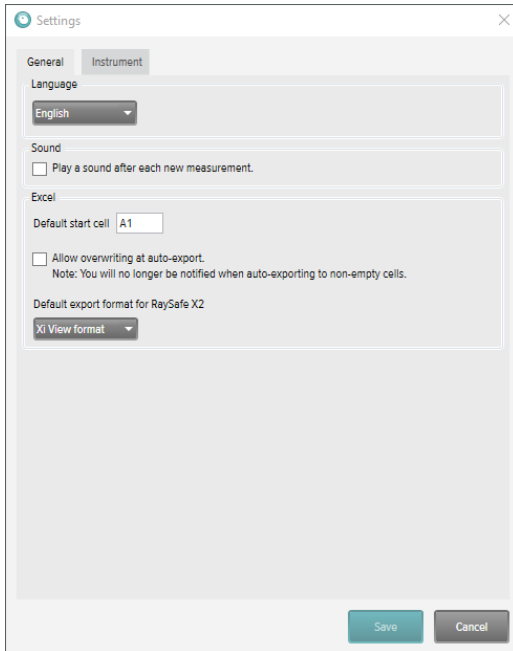 Settings
General
Instrument
Language
English
Sound
Play a sound after each new measurement.
Excel
Default start cell
A1
Allow overwriting at auto-export.
Note: You will no longer be notified when auto-exporting to non-empty cells.
Default export format for RaySafe X2
Xi View format
Save
Cancel